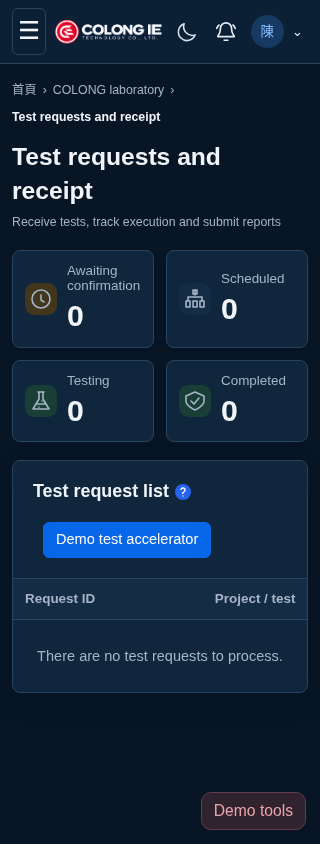 COLONG IE
TECHNOLOGY CO., LTD.
陳
首頁 › COLONG laboratory ›
Test requests and receipt
Test requests and
receipt
Receive tests, track execution and submit reports
Awaiting
confirmation
0
Scheduled
0
Testing
0
Completed
0
Test request list ?
Demo test accelerator
Request ID Project / test
There are no test requests to process.
Demo tools